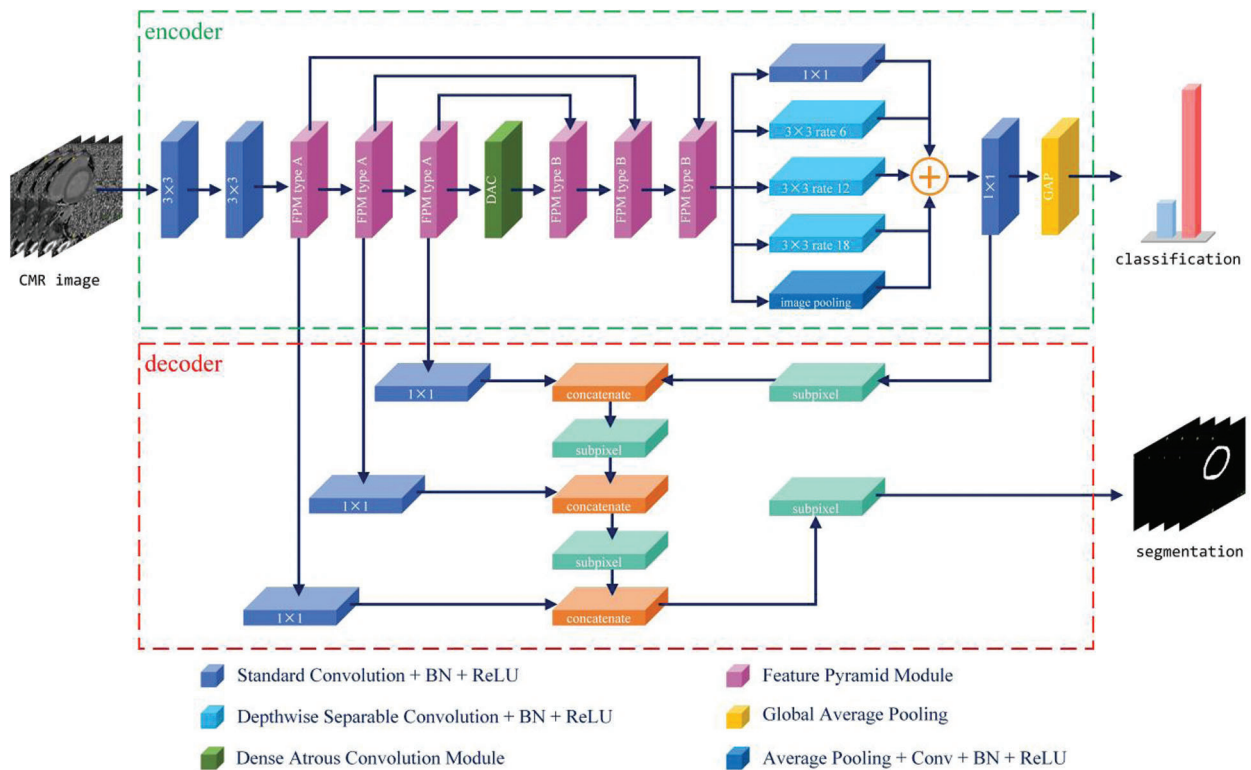 encoder
1×1
3×3
3×3
FPM type A
FPM type A
FPM type A
DAC
FPM type B
FPM type B
FPM type B
3×3 rate 6
3×3 rate 12
3×3 rate 18
image pooling
1×1
GAP
CMR image
classification
decoder
1×1
concatenate
subpixel
subpixel
1×1
concatenate
subpixel
subpixel
1×1
concatenate
segmentation
Standard Convolution + BN + ReLU
Feature Pyramid Module
Depthwise Separable Convolution + BN + ReLU
Global Average Pooling
Dense Atrous Convolution Module
Average Pooling + Conv + BN + ReLU